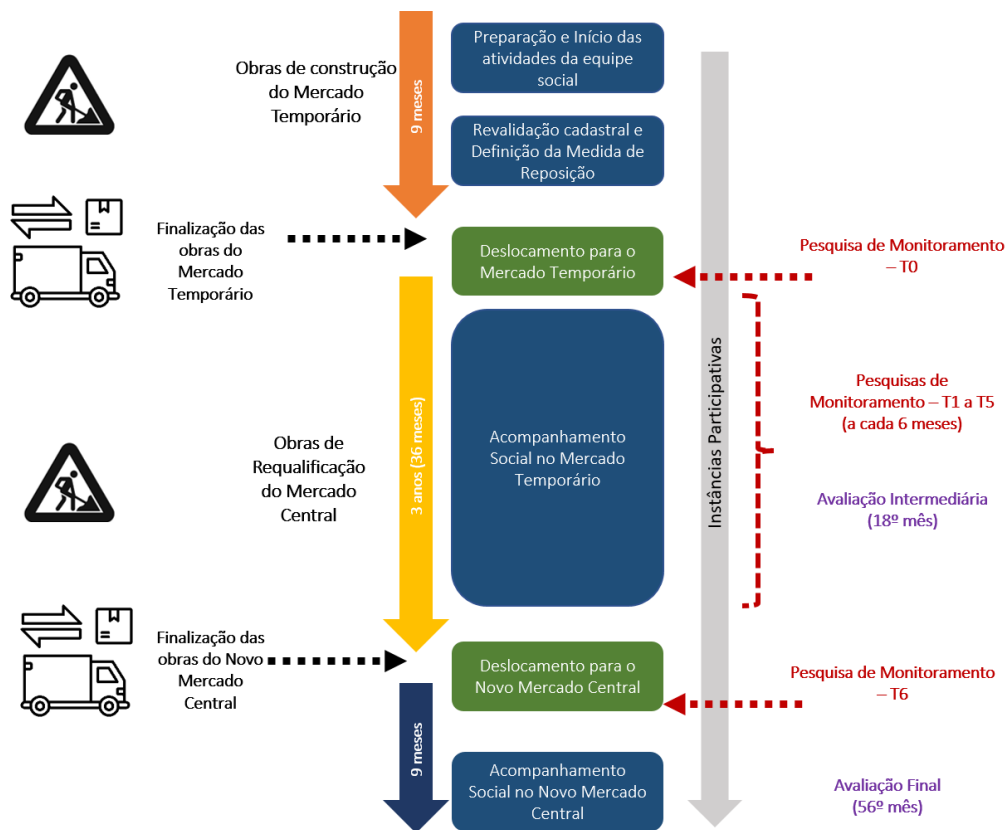 Obras de construção
do Mercado
Temporário
9 meses
Preparação e Início das
atividades da equipe
social
Revalidação cadastral e
Definição da Medida de
Reposição
Finalização das
obras do
Mercado
Temporário
Deslocamento para o
Mercado Temporário
Pesquisa de Monitoramento
– T0
Obras de
Requalificação
do Mercado
Central
3 anos (36 meses)
Acompanhamento
Social no Mercado
Temporário
Instâncias Participativas
Pesquisas de
Monitoramento – T1 a T5
(a cada 6 meses)
Avaliação Intermediária
(18º mês)
Finalização das
obras do Novo
Mercado
Central
Deslocamento para o
Novo Mercado Central
Pesquisa de Monitoramento
– T6
9 meses
Acompanhamento
Social no Novo Mercado
Central
Avaliação Final
(56º mês)